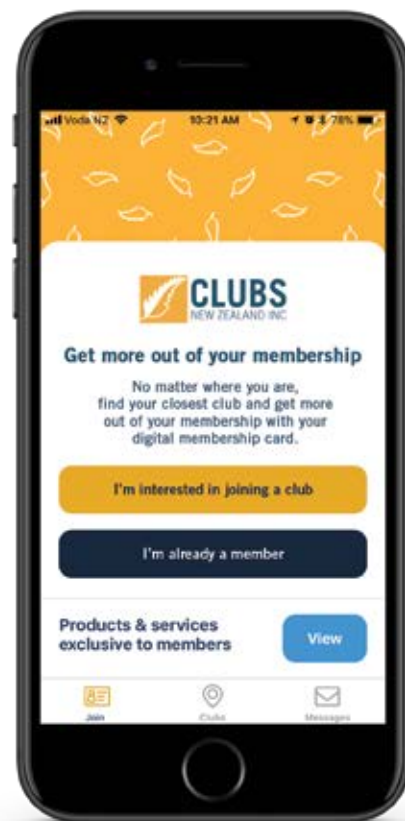 Voda NZ 10:21 AM 78%
CLUBS
NEW ZEALAND INC
Get more out of your membership
No matter where you are,
find your closest club and get more
out of your membership with your
digital membership card.
I'm interested in joining a club
I'm already a member
Products & services
exclusive to members
View
Join Clubs Messages